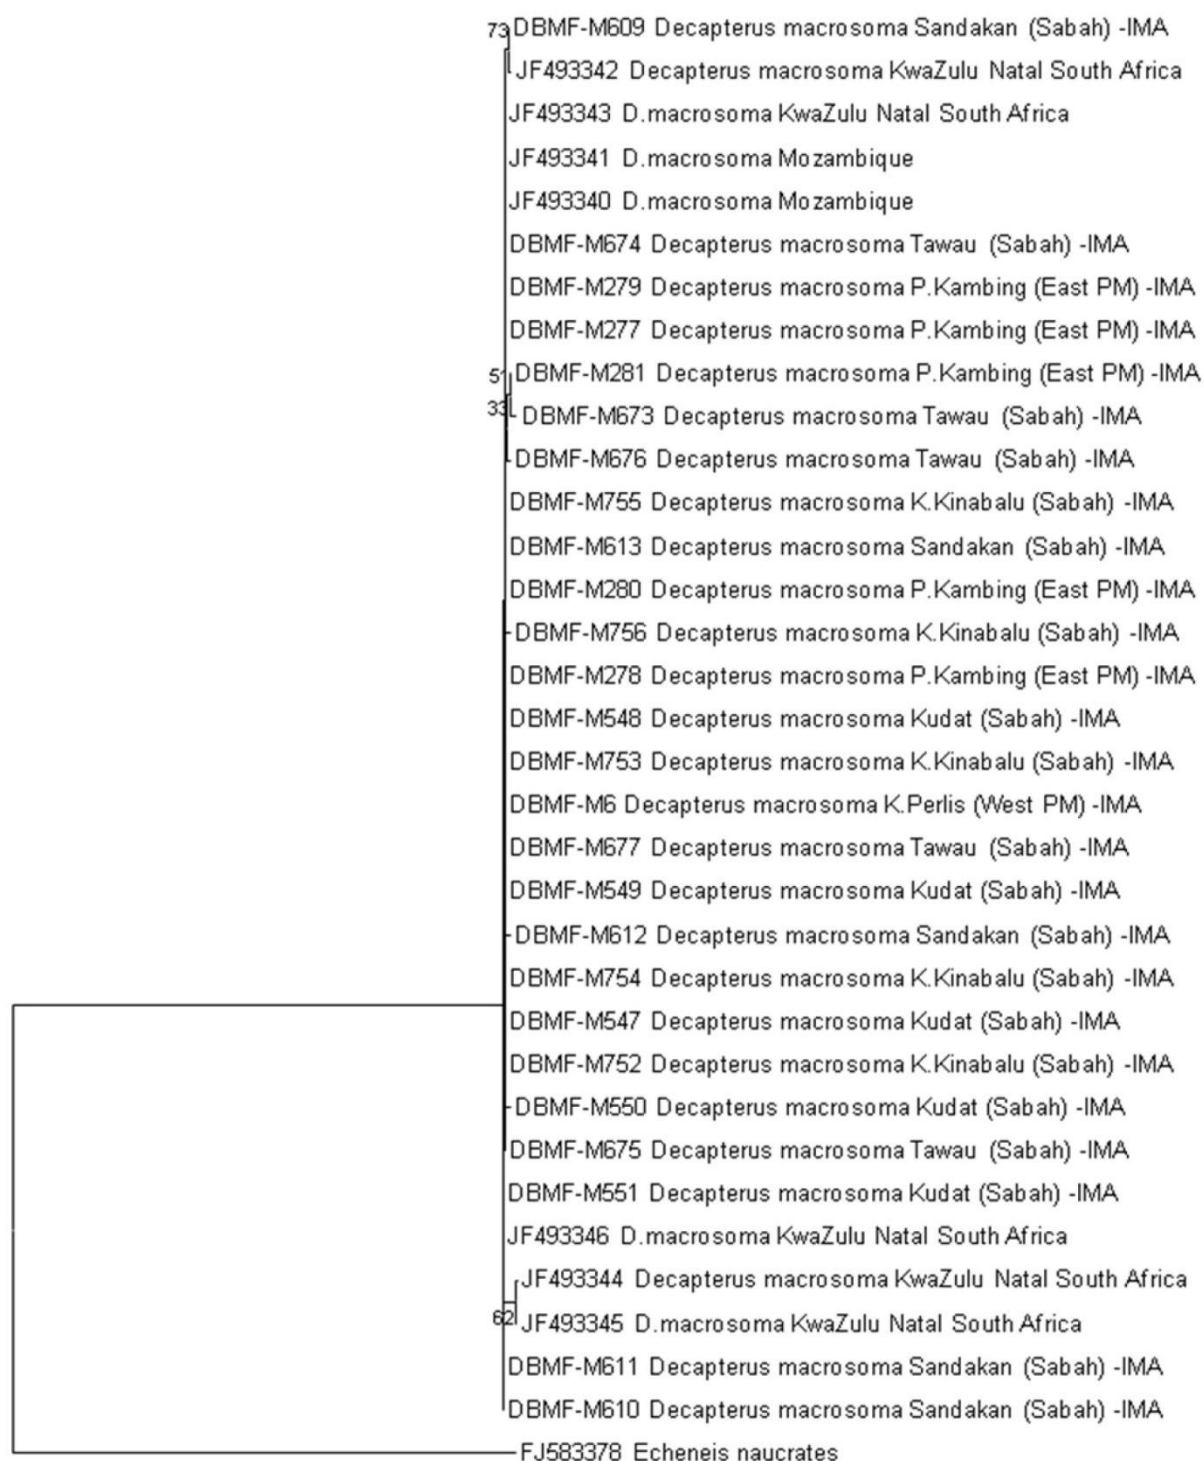 73 DBMF-M609 Decapterus macrosoma Sandakan (Sabah) -IMA
JF493342 Decapterus macrosoma KwaZulu Natal South Africa
JF493343 D.macrosoma KwaZulu Natal South Africa
JF493341 D.macrosoma Mozambique
JF493340 D.macrosoma Mozambique
DBMF-M674 Decapterus macrosoma Tawau (Sabah) -IMA
DBMF-M279 Decapterus macrosoma P.Kambing (East PM) -IMA
DBMF-M277 Decapterus macrosoma P.Kambing (East PM) -IMA
51 DBMF-M281 Decapterus macrosoma P.Kambing (East PM) -IMA
33 DBMF-M673 Decapterus macrosoma Tawau (Sabah) -IMA
DBMF-M676 Decapterus macrosoma Tawau (Sabah) -IMA
DBMF-M755 Decapterus macrosoma K.Kinabalu (Sabah) -IMA
DBMF-M613 Decapterus macrosoma Sandakan (Sabah) -IMA
DBMF-M280 Decapterus macrosoma P.Kambing (East PM) -IMA
DBMF-M756 Decapterus macrosoma K.Kinabalu (Sabah) -IMA
DBMF-M278 Decapterus macrosoma P.Kambing (East PM) -IMA
DBMF-M548 Decapterus macrosoma Kudat (Sabah) -IMA
DBMF-M753 Decapterus macrosoma K.Kinabalu (Sabah) -IMA
DBMF-M6 Decapterus macrosoma K.Perlis (West PM) -IMA
DBMF-M677 Decapterus macrosoma Tawau (Sabah) -IMA
DBMF-M549 Decapterus macrosoma Kudat (Sabah) -IMA
DBMF-M612 Decapterus macrosoma Sandakan (Sabah) -IMA
DBMF-M754 Decapterus macrosoma K.Kinabalu (Sabah) -IMA
DBMF-M547 Decapterus macrosoma Kudat (Sabah) -IMA
DBMF-M752 Decapterus macrosoma K.Kinabalu (Sabah) -IMA
DBMF-M550 Decapterus macrosoma Kudat (Sabah) -IMA
DBMF-M675 Decapterus macrosoma Tawau (Sabah) -IMA
DBMF-M551 Decapterus macrosoma Kudat (Sabah) -IMA
JF493346 D.macrosoma KwaZulu Natal South Africa
JF493344 Decapterus macrosoma KwaZulu Natal South Africa
62 JF493345 D.macrosoma KwaZulu Natal South Africa
DBMF-M611 Decapterus macrosoma Sandakan (Sabah) -IMA
DBMF-M610 Decapterus macrosoma Sandakan (Sabah) -IMA
FJ583378 Echeneis naucrates